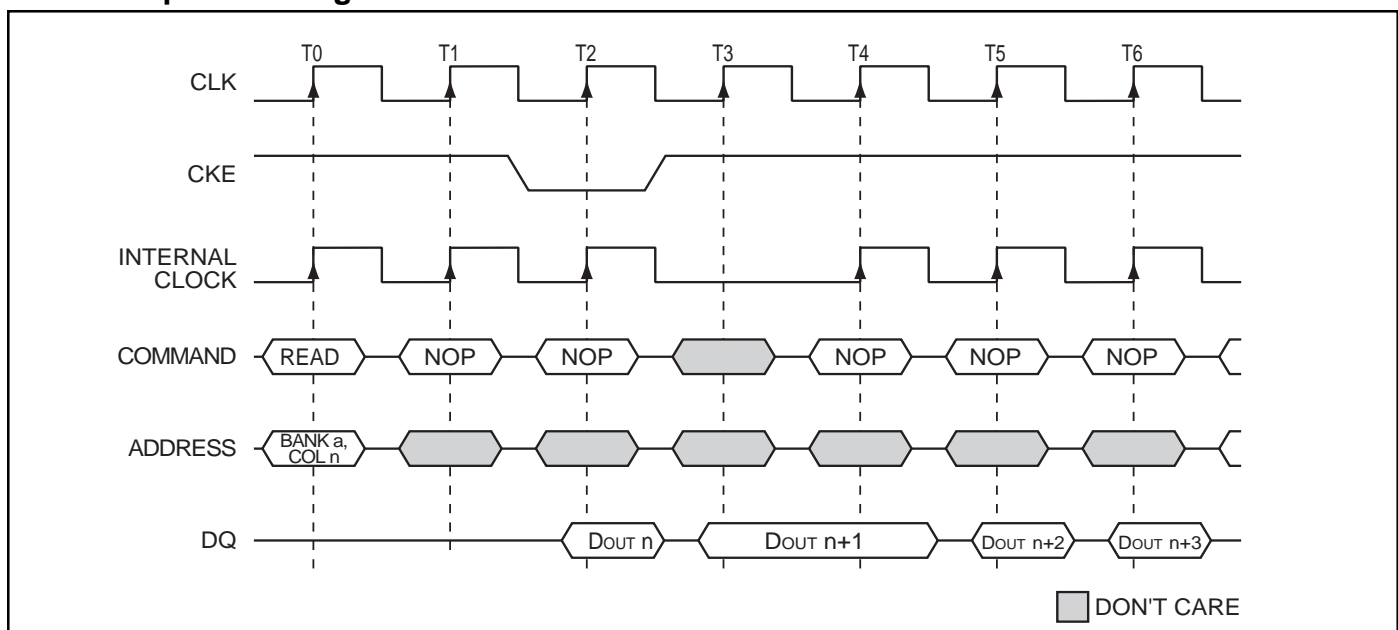 T0 T1 T2 T3 T4 T5 T6
CLK
CKE
INTERNAL
CLOCK
COMMAND READ NOP NOP NOP NOP NOP
ADDRESS BANK a,
COL n
DQ DOUT n DOUT n+1 DOUT n+2 DOUT n+3
DON'T CARE